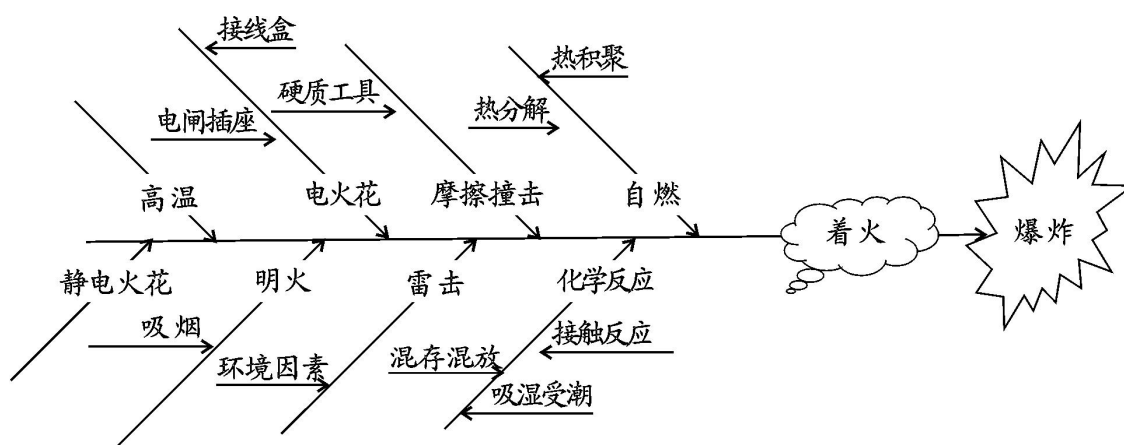 接线盒
热积聚
硬质工具
热分解
电闸插座
高温
电火花
摩擦撞击
自燃
着火
爆炸
静电火花
明火
雷击
化学反应
吸烟
接触反应
环境因素
混存混放
吸湿受潮